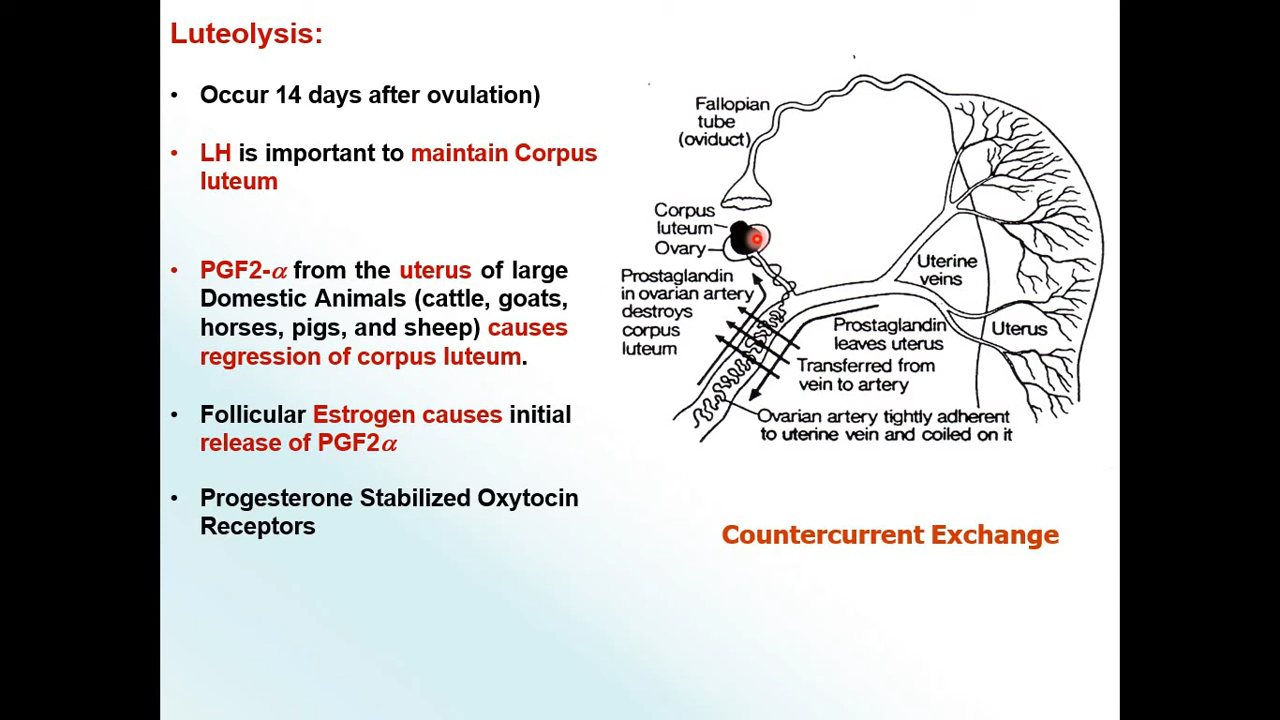 Luteolysis:
• Occur 14 days after ovulation)
• LH is important to maintain Corpus
luteum
• PGF2-α from the uterus of large
Domestic Animals (cattle, goats,
horses, pigs, and sheep) causes
regression of corpus luteum.
• Follicular Estrogen causes initial
release of PGF2α
• Progesterone Stabilized Oxytocin
Receptors
Fallopian
tube
(oviduct)
Corpus
luteum
Ovary
Prostaglandin
in ovarian artery
destroys
corpus
luteum
Uterine
veins
Prostaglandin
leaves uterus
Uterus
Transferred from
vein to artery
Ovarian artery tightly adherent
to uterine vein and coiled on it
Countercurrent Exchange